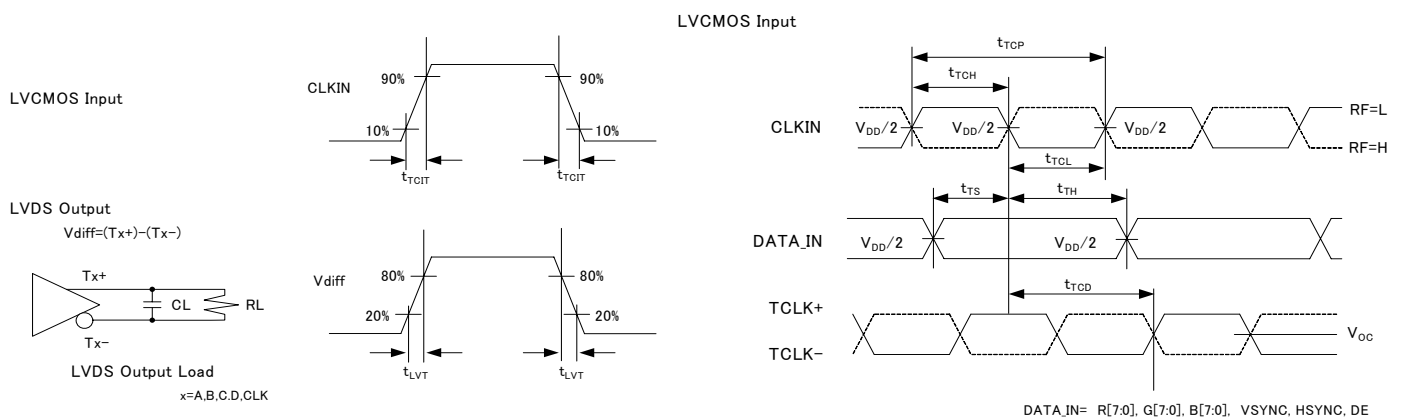 LVCMOS Input
CLKIN
90%
90%
10%
10%
tTCIT
tTCIT
LVDS Output
Vdiff=(Tx+)-(Tx-)
Tx+
CL
RL
Tx-
LVDS Output Load
x=A,B,C.D,CLK
Vdiff
80%
80%
20%
20%
tLVT
tLVT
LVCMOS Input
tTCP
tTCH
CLKIN
VDD/2
VDD/2
VDD/2
RF=L
RF=H
tTCL
tTS
tTH
DATA_IN
VDD/2
VDD/2
tTCD
TCLK+
TCLK-
VOC
DATA_IN= R[7:0], G[7:0], B[7:0], VSYNC, HSYNC, DE